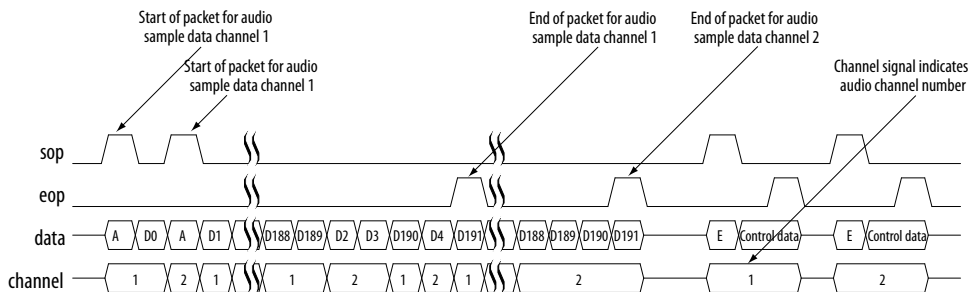 Start of packet for audio
sample data channel 1
Start of packet for audio
sample data channel 1
End of packet for audio
sample data channel 1
End of packet for audio
sample data channel 2
Channel signal indicates
audio channel number
sop
eop
data A D0 A D1 D188 D189 D2 D3 D190 D4 D191 D188 D189 D190 D191 E Control data E Control data
channel 1 2 1 1 2 1 2 1 2 1 2